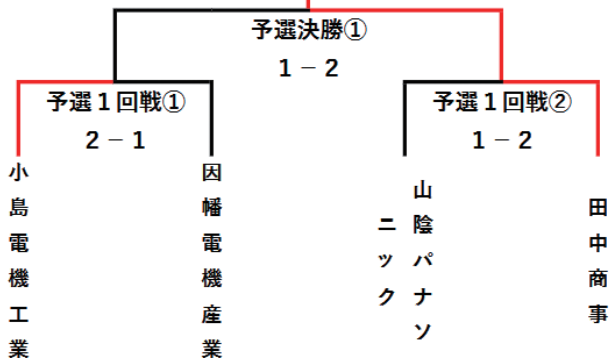 予選決勝①
1 − 2
予選１回戦①
2 − 1
予選１回戦②
1 − 2
小島電機工業
因幡電機産業
山陰パナソ
ニック
田中商事